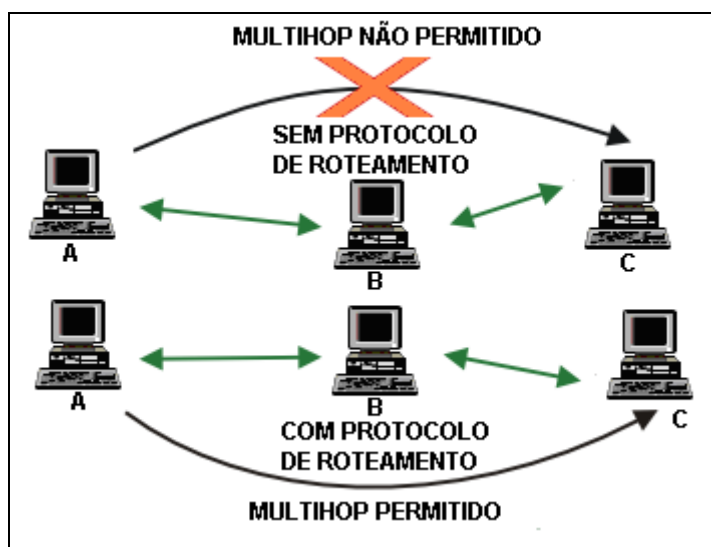 MULTIHOP NÃO PERMITIDO
SEM PROTOCOLO
DE ROTEAMENTO
A
B
C
A
B
C
COM PROTOCOLO
DE ROTEAMENTO
MULTIHOP PERMITIDO